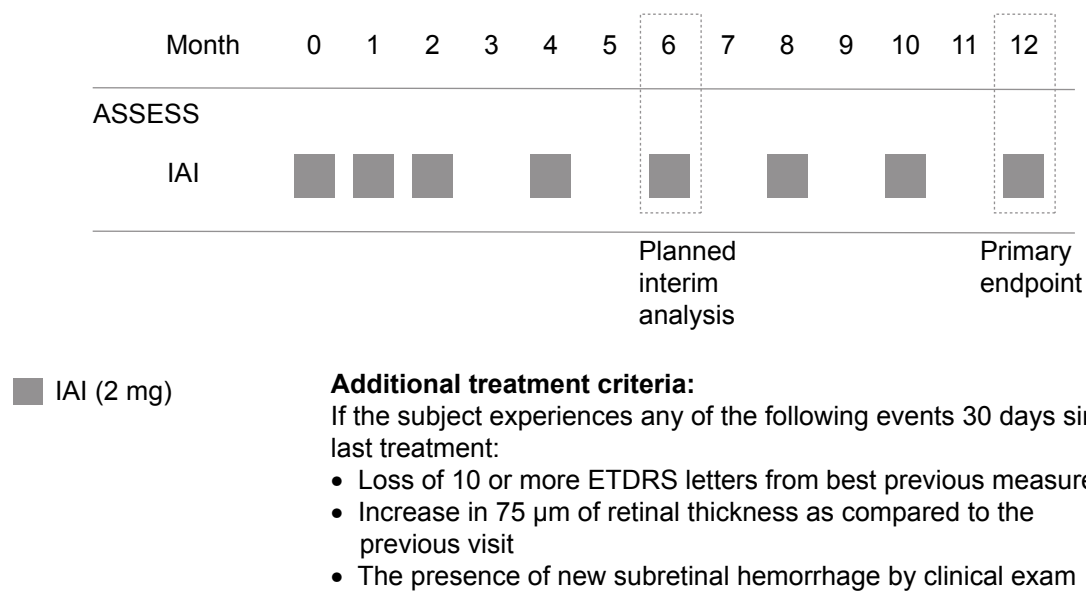 Month 0 1 2 3 4 5 6 7 8 9 10 11 12
ASSESS
IAI
Planned
interim
analysis
Primary
endpoint
IAI (2 mg)
Additional treatment criteria:
If the subject experiences any of the following events 30 days
last treatment:
• Loss of 10 or more ETDRS letters from best previous
• Increase in 75 µm of retinal thickness as compared to the
previous visit
• The presence of new subretinal hemorrhage by clinical exam